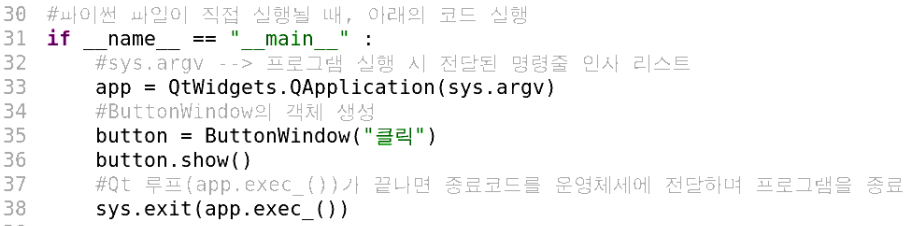 30 #파이썬 파일이 직접 실행될 때, 아래의 코드 실행
31 if __name__ == "__main__" :
32     #sys.argv --> 프로그램 실행 시 전달된 명령줄 인사 리스트
33     app = QtWidgets.QApplication(sys.argv)
34     #ButtonWindow의 객체 생성
35     button = ButtonWindow("클릭")
36     button.show()
37     #Qt 루프(app.exec_())가 끝나면 종료코드를 운영체세에 전달하며 프로그램을 종료
38     sys.exit(app.exec_())